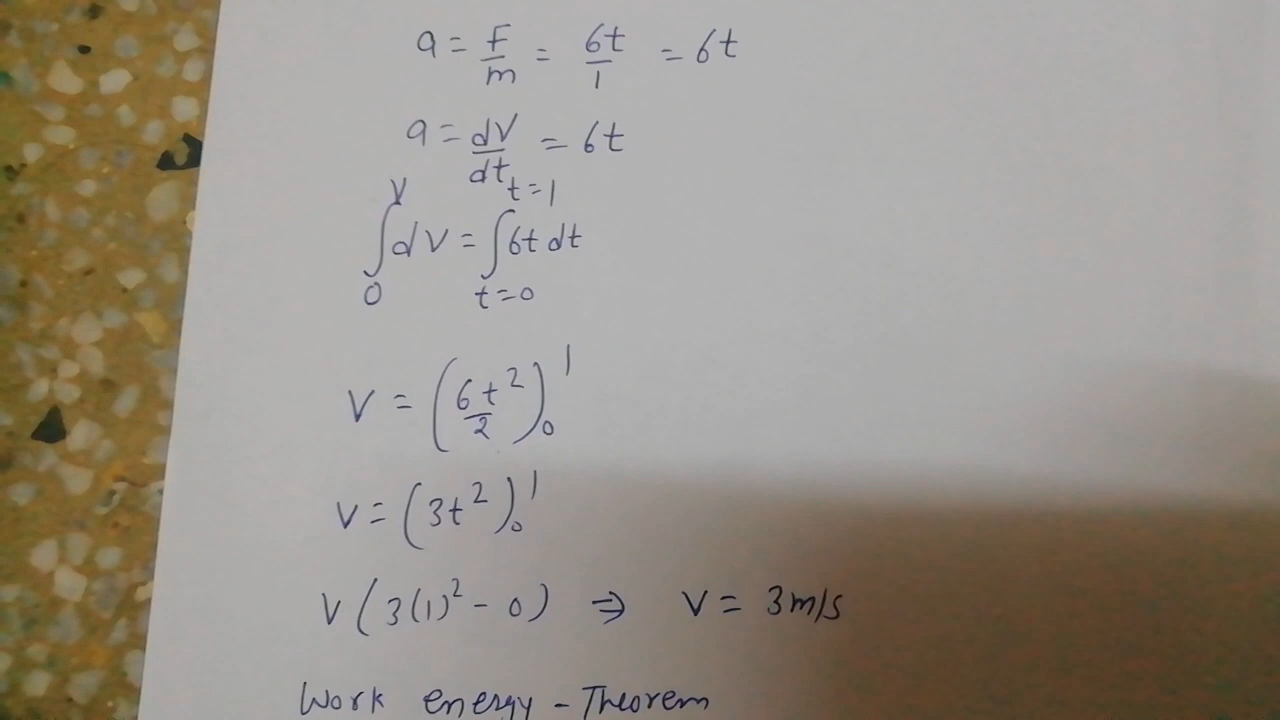 a = F/m = 6t/1 = 6t
a = dV/dt = 6t
∫₀^V dV = ∫_{t=0}^{t=1} 6t dt
V = (6t²/2)₀¹
V = (3t²)₀¹
V (3(1)² - 0) ⇒ V = 3m/s
Work energy - Theorem